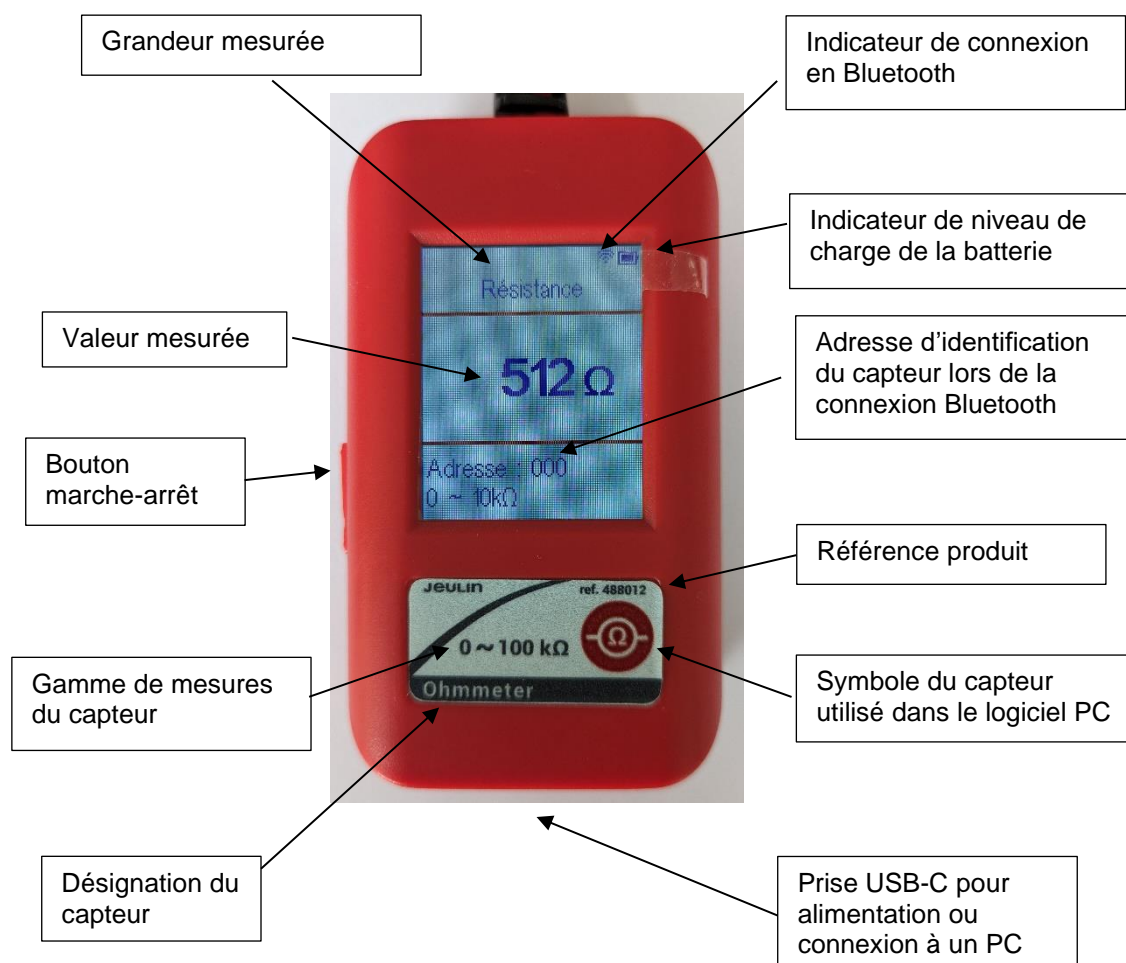 Grandeur mesurée
Indicateur de connexion
en Bluetooth
Indicateur de niveau de
charge de la batterie
Résistance
Valeur mesurée
512 Ω
Adresse d’identification
du capteur lors de la
connexion Bluetooth
Bouton
marche-arrêt
Adresse : 000
0 ~ 10kΩ
Référence produit
JEULIN
ref. 488012
Ω
0 ~ 100 kΩ
Ohmmeter
Gamme de mesures
du capteur
Symbole du capteur
utilisé dans le logiciel PC
Désignation du
capteur
Prise USB-C pour
alimentation ou
connexion à un PC